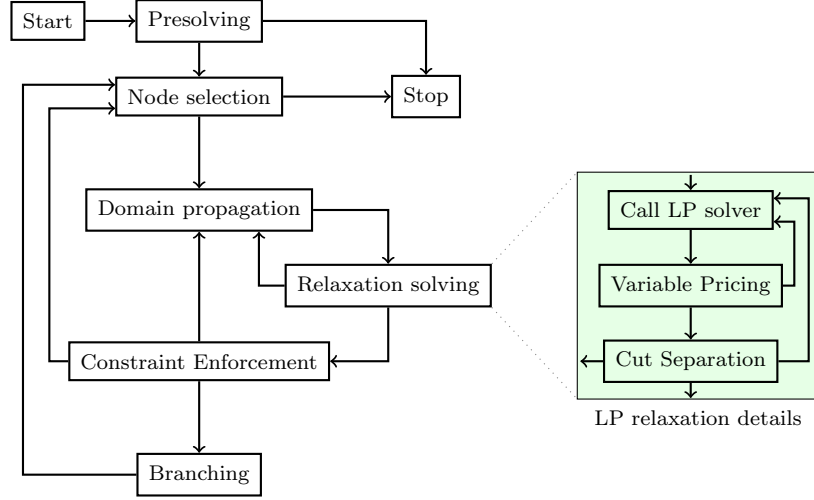 Start
Presolving
Node selection
Stop
Domain propagation
Call LP solver
Relaxation solving
Variable Pricing
Constraint Enforcement
Cut Separation
LP relaxation details
Branching